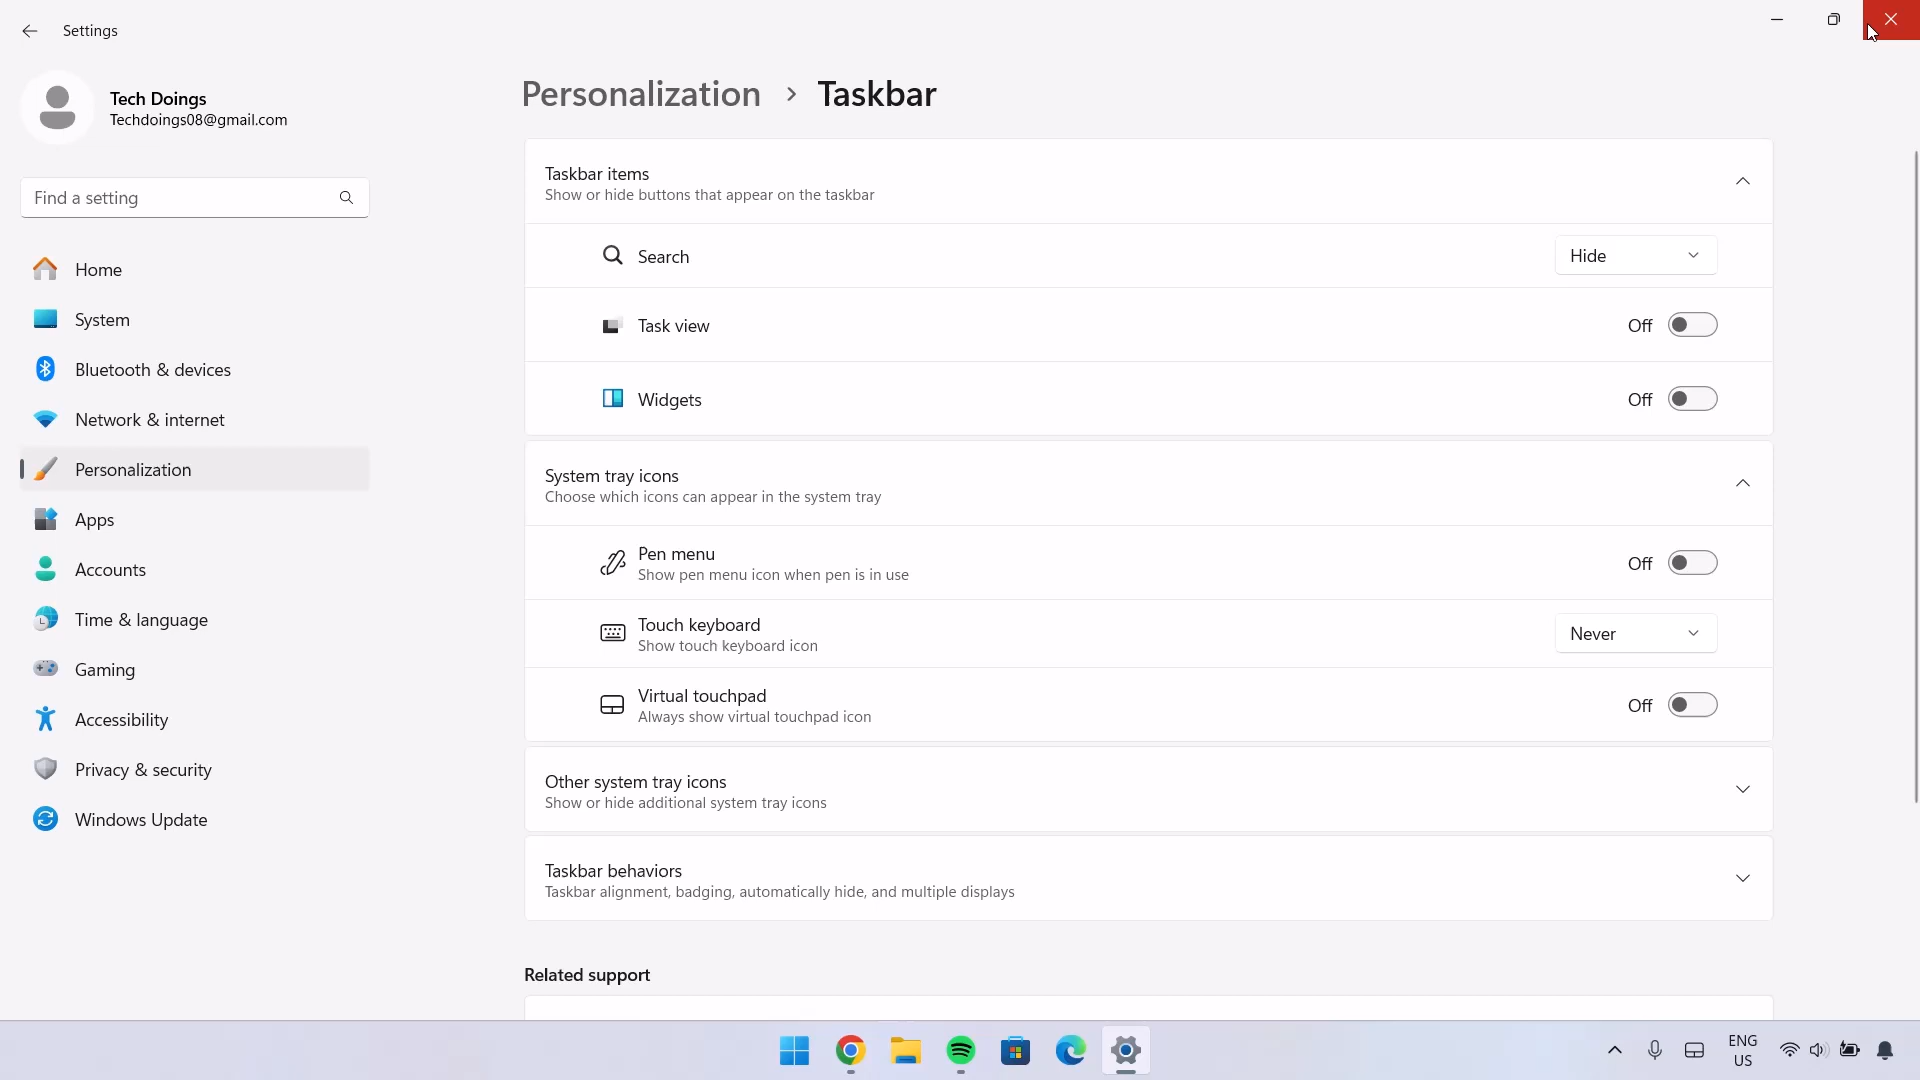 Settings
Tech Doings
Techdoings08@gmail.com
Find a setting
Home
System
Bluetooth & devices
Network & internet
Personalization
Apps
Accounts
Time & language
Gaming
Accessibility
Privacy & security
Windows Update
Personalization > Taskbar
Taskbar items
Show or hide buttons that appear on the taskbar
Search
Hide
Task view
Off
Widgets
Off
System tray icons
Choose which icons can appear in the system tray
Pen menu
Show pen menu icon when pen is in use
Off
Touch keyboard
Show touch keyboard icon
Never
Virtual touchpad
Always show virtual touchpad icon
Off
Other system tray icons
Show or hide additional system tray icons
Taskbar behaviors
Taskbar alignment, badging, automatically hide, and multiple displays
Related support
ENG
US